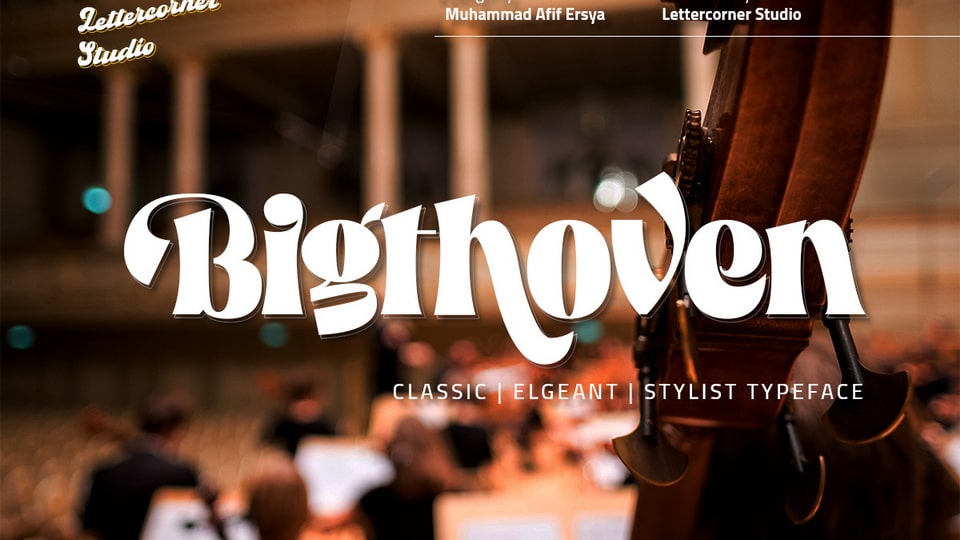 Lettercorner
Studio
Muhammad Afif Ersya
Lettercorner Studio
Bigthoven
CLASSIC | ELGEANT | STYLIST TYPEFACE